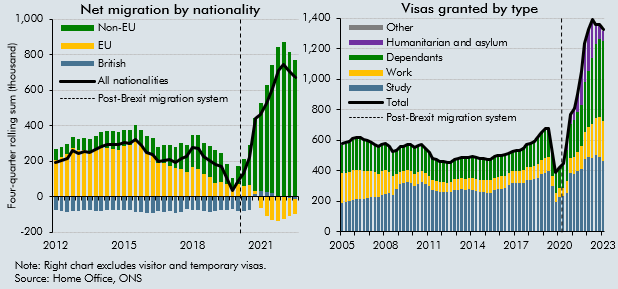 Net migration by nationality
1,000
800
600
400
200
0
-200
Four-quarter rolling sum (thousand)
Non-EU
EU
British
All nationalities
Post-Brexit migration system
2012 2015 2018 2021
Visas granted by type
1,400
1,200
1,000
800
600
400
200
0
Other
Humanitarian and asylum
Dependants
Work
Study
Total
Post-Brexit migration system
2005 2008 2011 2014 2017 2020 2023
Note: Right chart excludes visitor and temporary visas.
Source: Home Office, ONS